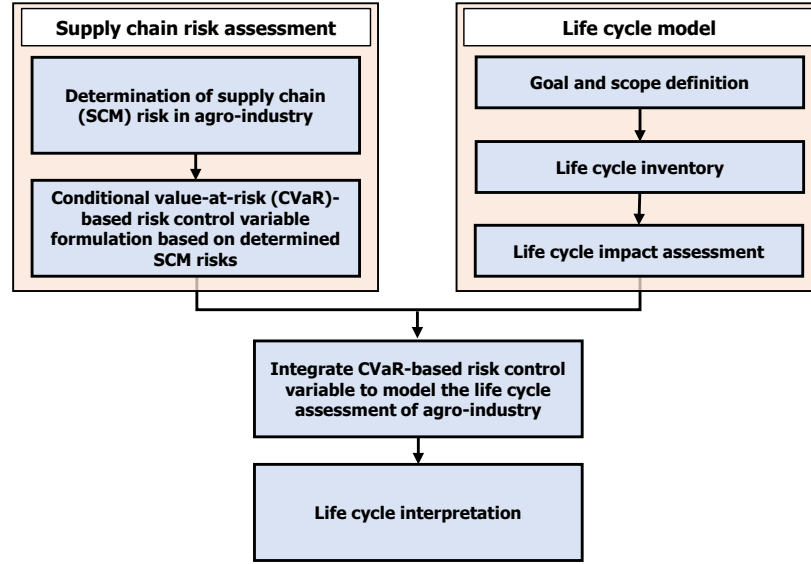 Supply chain risk assessment
Determination of supply chain
(SCM) risk in agro-industry
Conditional value-at-risk (CVaR)-
based risk control variable
formulation based on determined
SCM risks
Life cycle model
Goal and scope definition
Life cycle inventory
Life cycle impact assessment
Integrate CVaR-based risk control
variable to model the life cycle
assessment of agro-industry
Life cycle interpretation